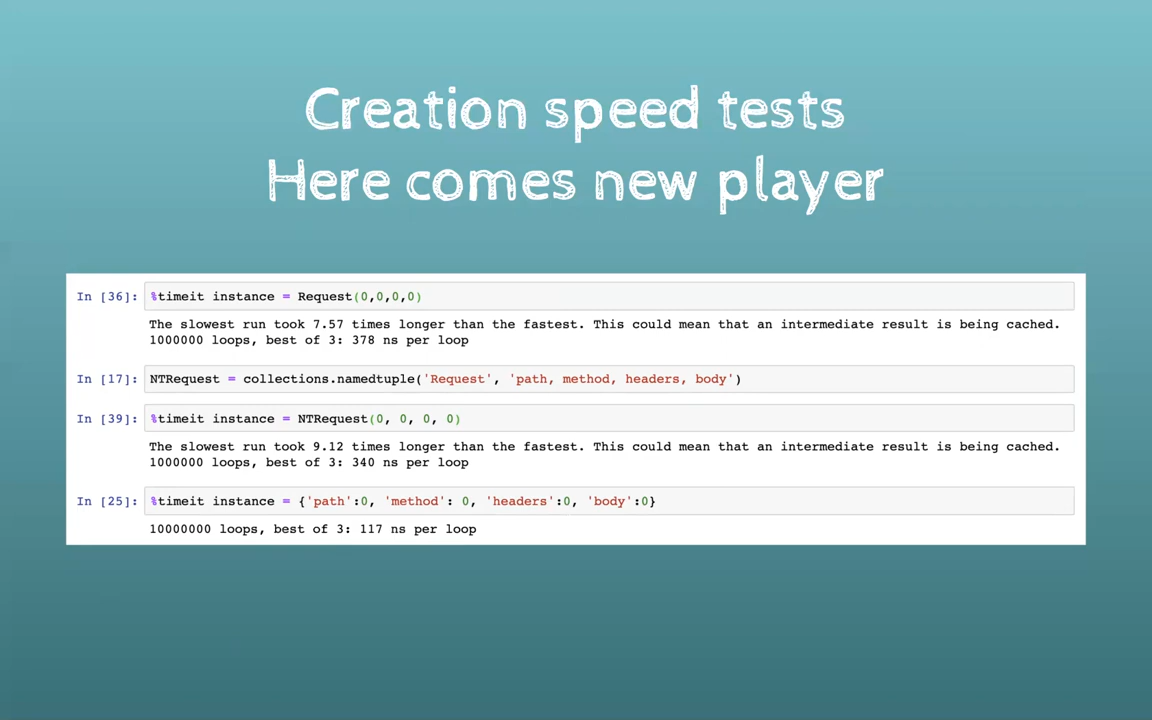 Creation speed tests
Here comes new player
In [36]: %timeit instance = Request(0,0,0,0)
The slowest run took 7.57 times longer than the fastest. This could mean that an intermediate result is being cached.
1000000 loops, best of 3: 378 ns per loop
In [17]: NTRequest = collections.namedtuple('Request', 'path, method, headers, body')
In [39]: %timeit instance = NTRequest(0, 0, 0, 0)
The slowest run took 9.12 times longer than the fastest. This could mean that an intermediate result is being cached.
1000000 loops, best of 3: 340 ns per loop
In [25]: %timeit instance = {'path':0, 'method': 0, 'headers':0, 'body':0}
10000000 loops, best of 3: 117 ns per loop